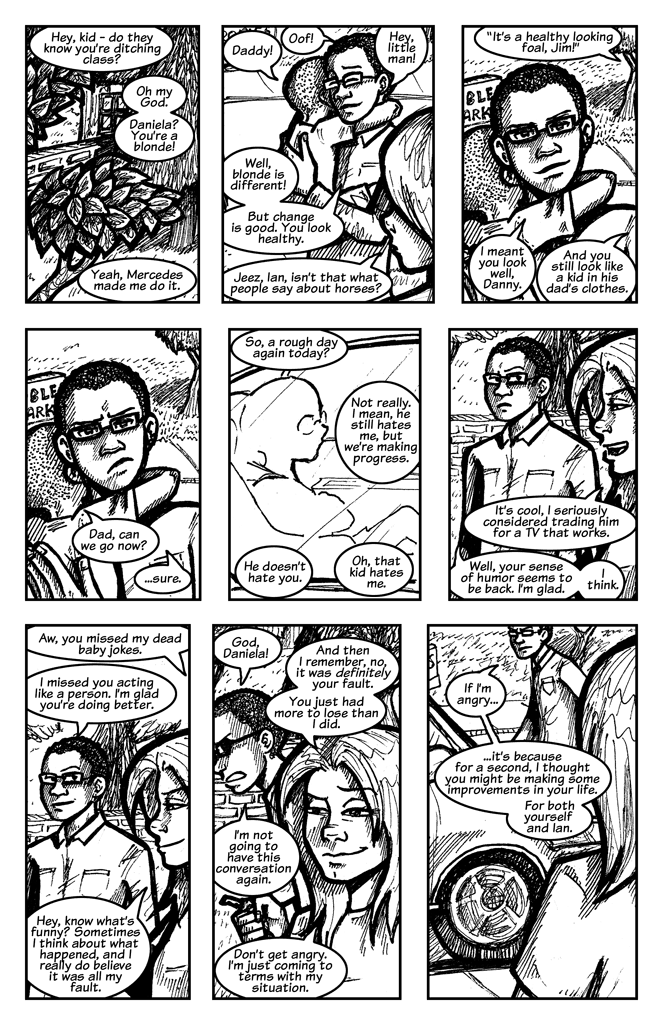 Hey, kid - do they
know you're ditching
class?
Oh my
God.
Daniela?
You're a
blonde!
Yeah, Mercedes
made me do it.
Daddy!
Oof!
Hey,
little
man!
Well,
blonde is
different!
But change
is good. You look
healthy.
Jeez, Ian, isn't that what
people say about horses?
"It's a healthy looking
foal, Jim!"
BLE
ARK
I meant
you look
well,
Danny.
And you
still look like
a kid in his
dad's clothes.
BLE
ARK
Dad, can
we go now?
...sure.
So, a rough day
again today?
Not really.
I mean, he
still hates
me, but
we're making
progress.
He doesn't
hate you.
Oh, that
kid hates
me.
It's cool, I seriously
considered trading him
for a TV that works.
Well, your sense
of humor seems to
be back. I'm glad.
I
think.
Aw, you missed my dead
baby jokes.
I missed you acting
like a person. I'm glad
you're doing better.
Hey, know what's
funny? Sometimes
I think about what
happened, and I
really do believe
it was all my
fault.
God,
Daniela!
And then
I remember, no,
it was definitely
your fault.
You just had
more to lose than
I did.
I'm not
going to
have this
conversation
again.
Don't get angry.
I'm just coming to
terms with my
situation.
If I'm
angry...
...it's because
for a second, I thought
you might be making some
improvements in your life.
For both
yourself
and Ian.